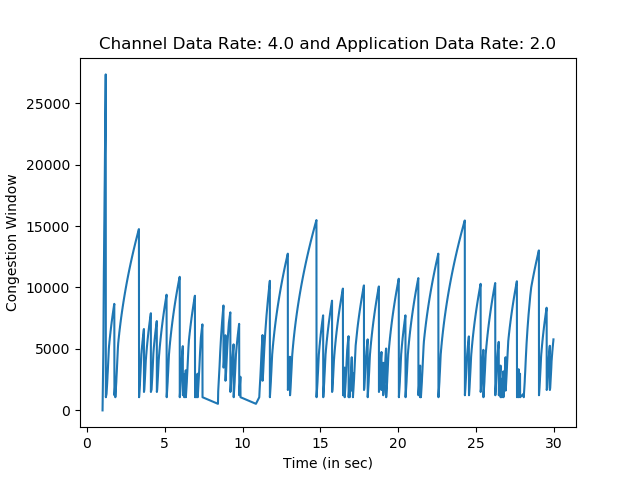 Channel Data Rate: 4.0 and Application Data Rate: 2.0
25000
20000
15000
10000
5000
0
Congestion Window
0 5 10 15 20 25 30
Time (in sec)